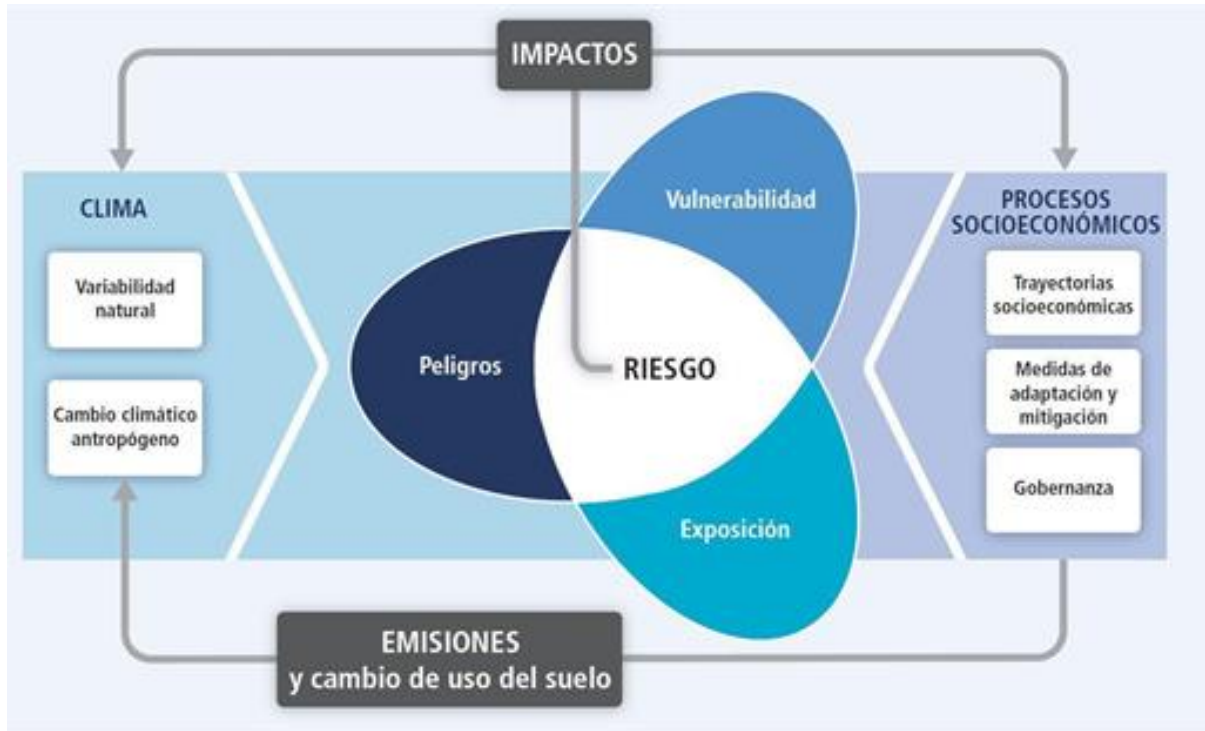 IMPACTOS
CLIMA
Variabilidad
natural
Cambio climático
antropógeno
Vulnerabilidad
Peligros
RIESGO
Exposición
PROCESOS
SOCIOECONÓMICOS
Trayectorias
socioeconómicas
Medidas de
adaptación y
mitigación
Gobernanza
EMISIONES
y cambio de uso del suelo